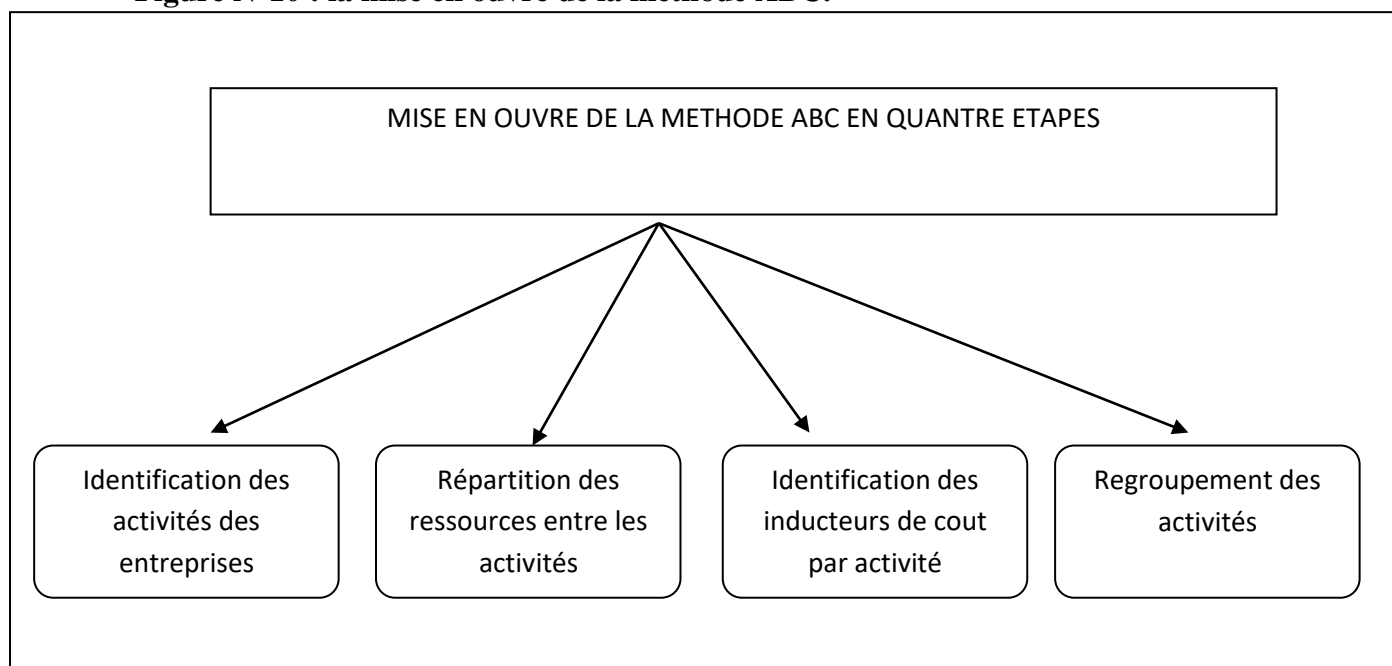 Figure N°10 : la mise en ouvre de la méthode ABC.
MISE EN OUVRE DE LA METHODE ABC EN QUANTRE ETAPES
Identification des
activités des
entreprises
Répartition des
ressources entre les
activités
Identification des
inducteurs de cout
par activité
Regroupement des
activités